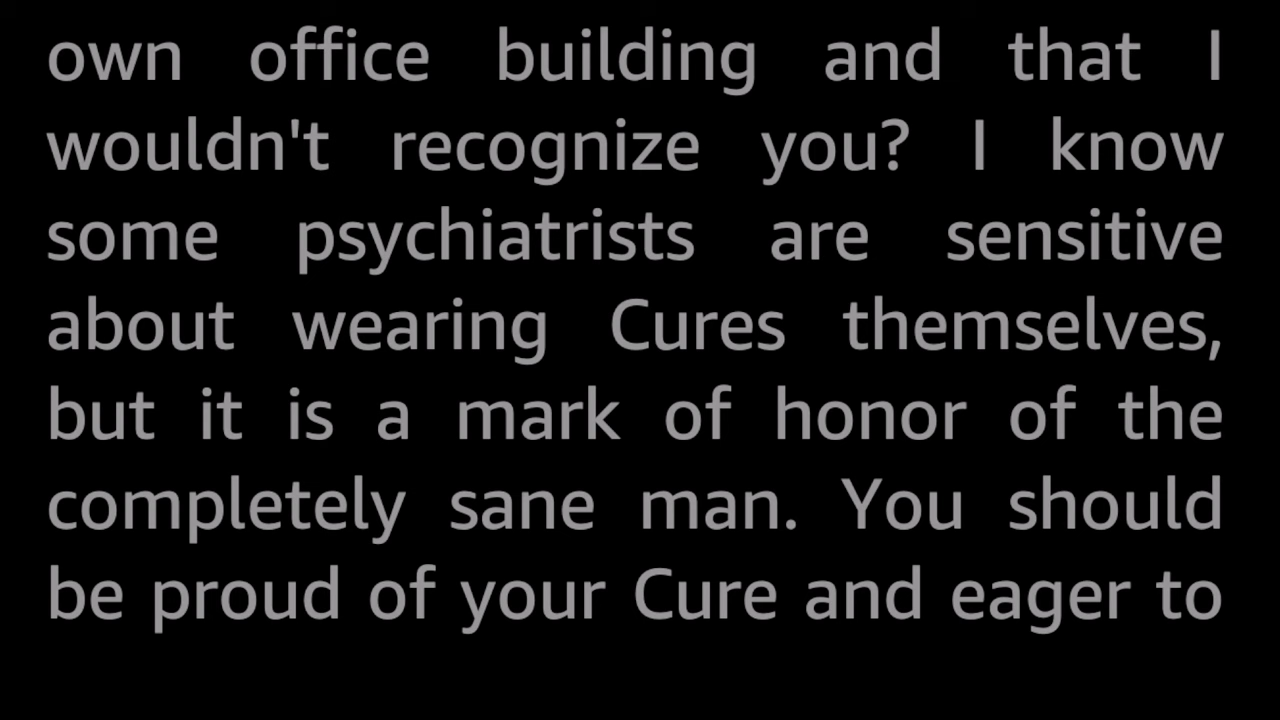 own office building and that I
wouldn't recognize you? I know
some psychiatrists are sensitive
about wearing Cures themselves,
but it is a mark of honor of the
completely sane man. You should
be proud of your Cure and eager to